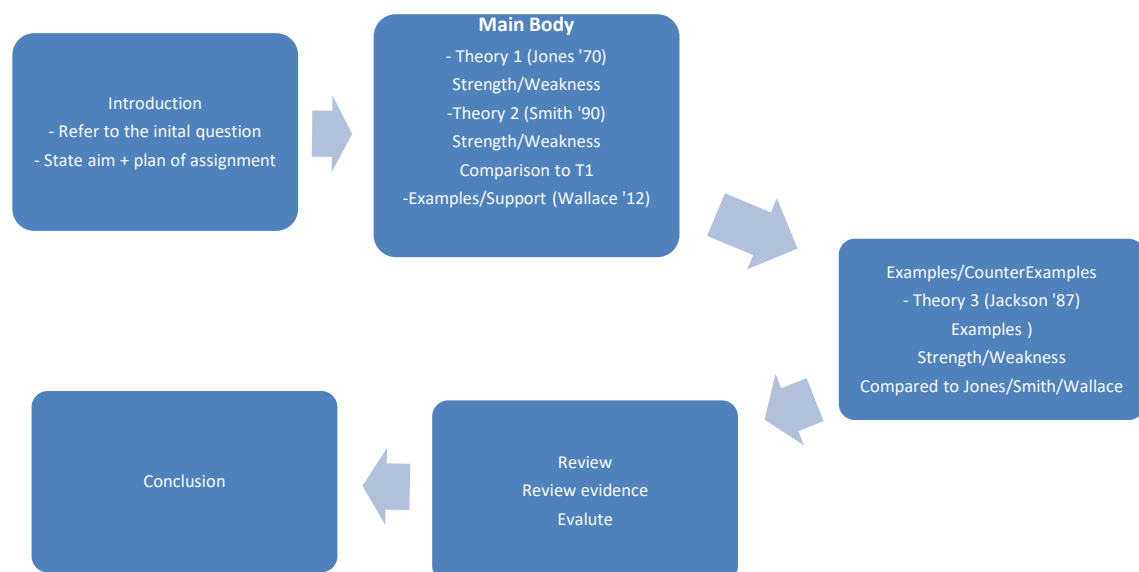 Introduction
- Refer to the inital question
- State aim + plan of assignment
Main Body
- Theory 1 (Jones '70)
Strength/Weakness
-Theory 2 (Smith '90)
Strength/Weakness
Comparison to T1
-Examples/Support (Wallace '12)
Examples/CounterExamples
- Theory 3 (Jackson '87)
Examples )
Strength/Weakness
Compared to Jones/Smith/Wallace
Review
Review evidence
Evalute
Conclusion